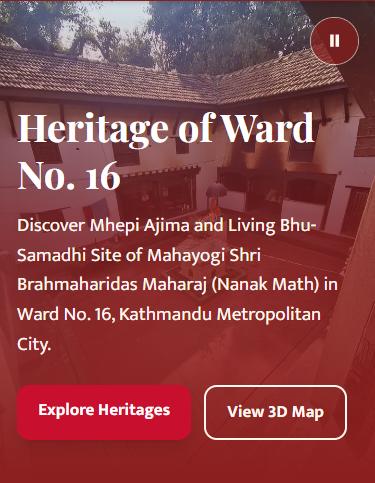 Heritage of Ward
No. 16
Discover Mhepi Ajima and Living Bhu-
Samadhi Site of Mahayogi Shri
Brahmaharidas Maharaj (Nanak Math) in
Ward No. 16, Kathmandu Metropolitan
City.
Explore Heritages
View 3D Map